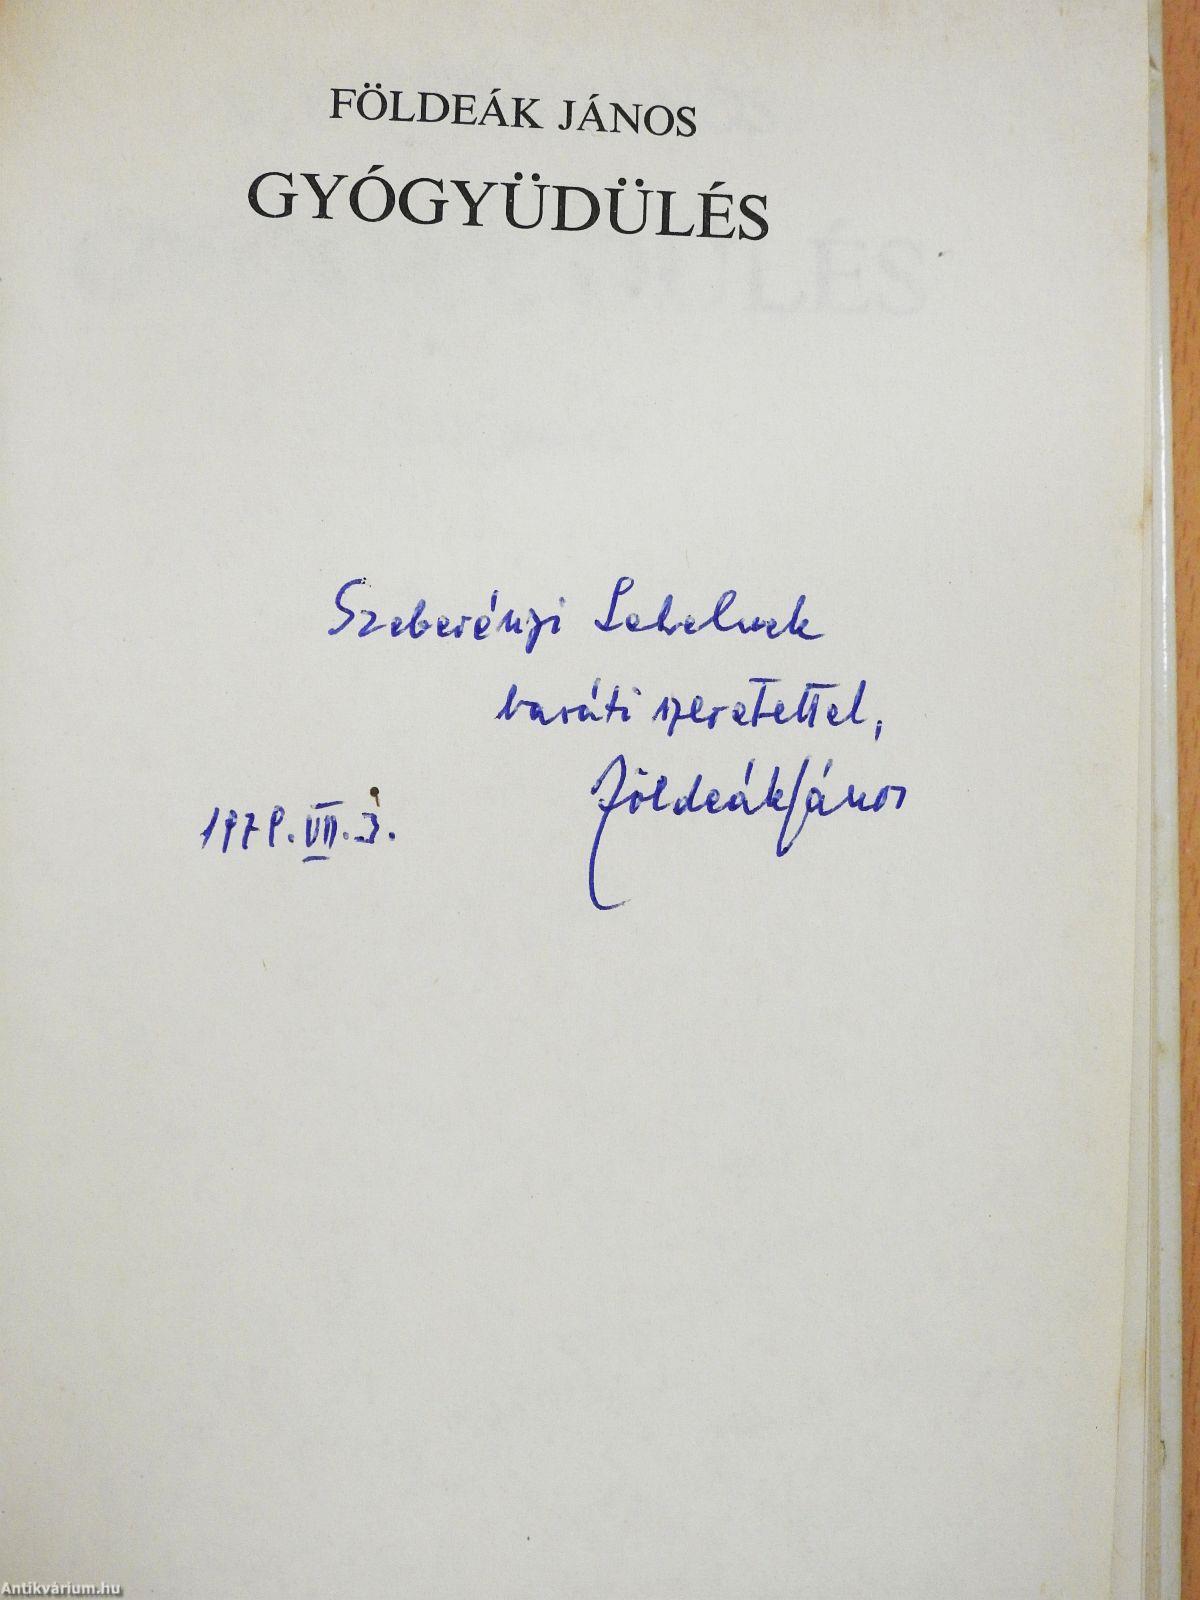 FÖLDEÁK JÁNOS
GYÓGYÜDÜLÉS
Szeberényi Lehelnek
baráti szeretettel,
Földeák János
1979. VII. 3.
Antikvárium.hu